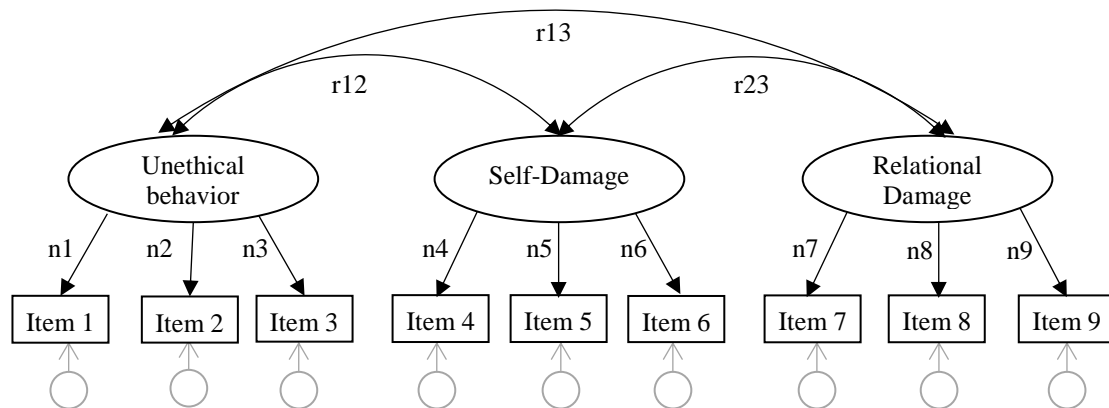 r13
r12
r23
Unethical
behavior
Self-Damage
Relational
Damage
n1
n2
n3
n4
n5
n6
n7
n8
n9
Item 1
Item 2
Item 3
Item 4
Item 5
Item 6
Item 7
Item 8
Item 9